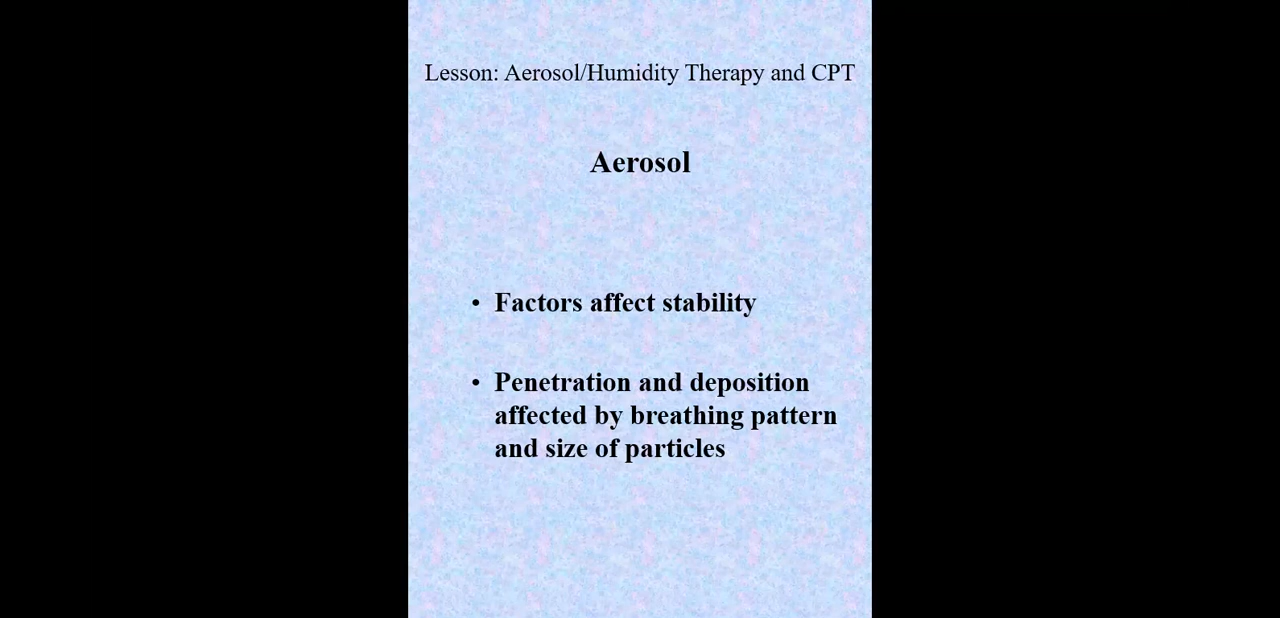 Lesson: Aerosol/Humidity Therapy and CPT
Aerosol
• Factors affect stability
• Penetration and deposition
affected by breathing pattern
and size of particles